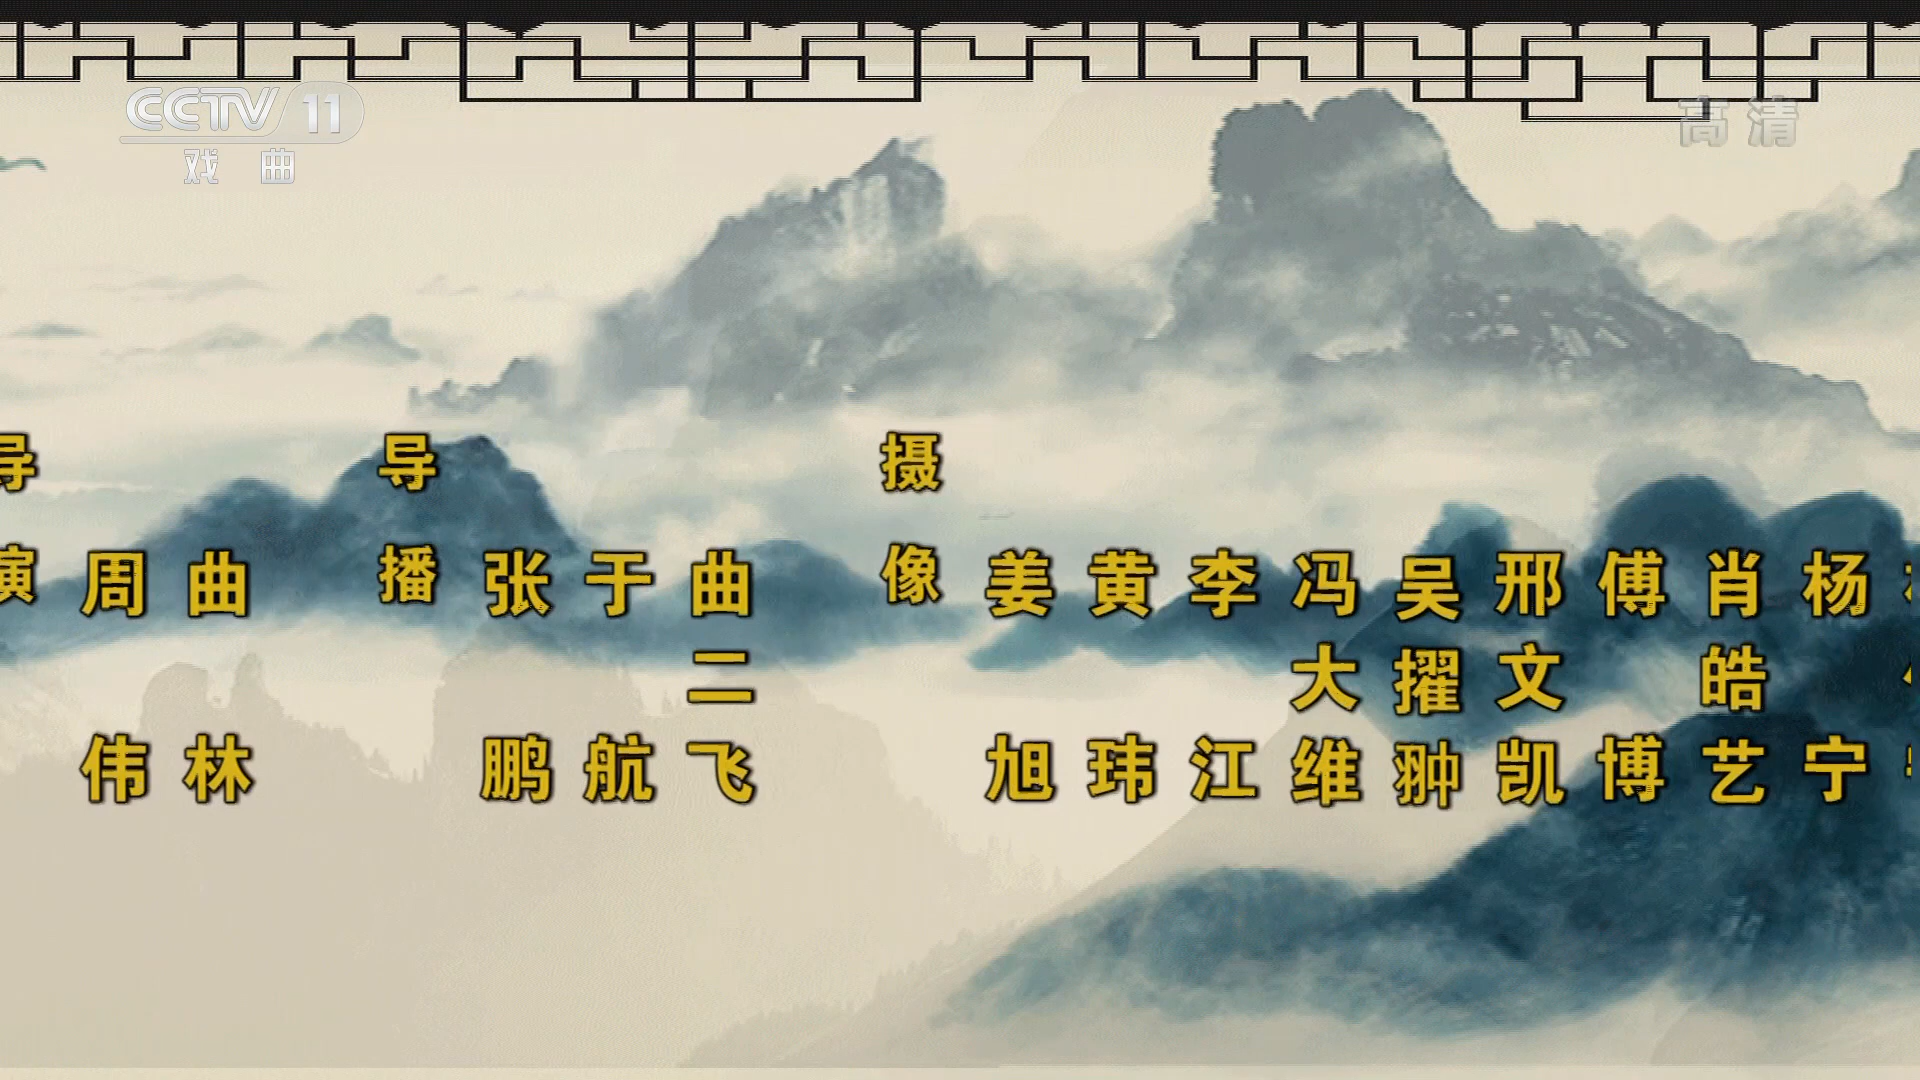 CCTV 11
戏曲
高清
导演
周伟
曲林
导播
张鹏
于航
曲二飞
摄像
姜旭
黄玮
李江
冯大维
吴擢翀
邢文凯
傅博
肖皓艺
杨宁